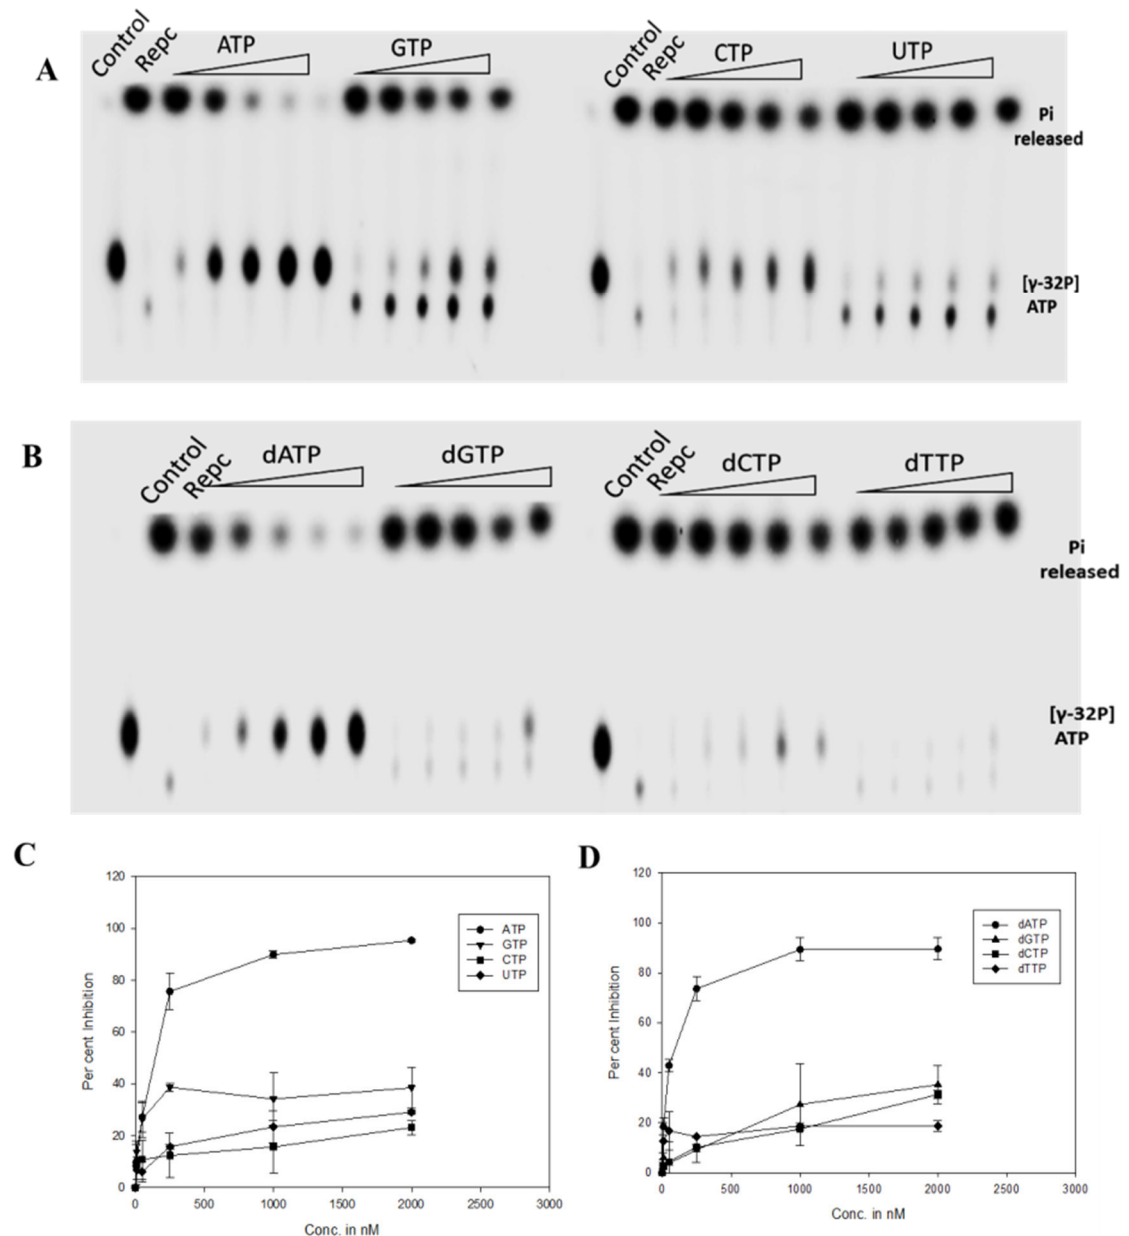 A
Control
Repc
ATP
GTP
Control
Repc
CTP
UTP
Pi
released
[γ-32P]
ATP
B
Control
Repc
dATP
dGTP
Control
Repc
dCTP
dTTP
Pi
released
[γ-32P]
ATP
C
120
100
80
60
40
20
0
0
500
1000
1500
2000
2500
3000
Per cent Inhibition
Conc. in nM
ATP
GTP
CTP
UTP
D
120
100
80
60
40
20
0
0
500
1000
1500
2000
2500
3000
Per cent Inhibition
Conc. in nM
dATP
dGTP
dCTP
dTTP